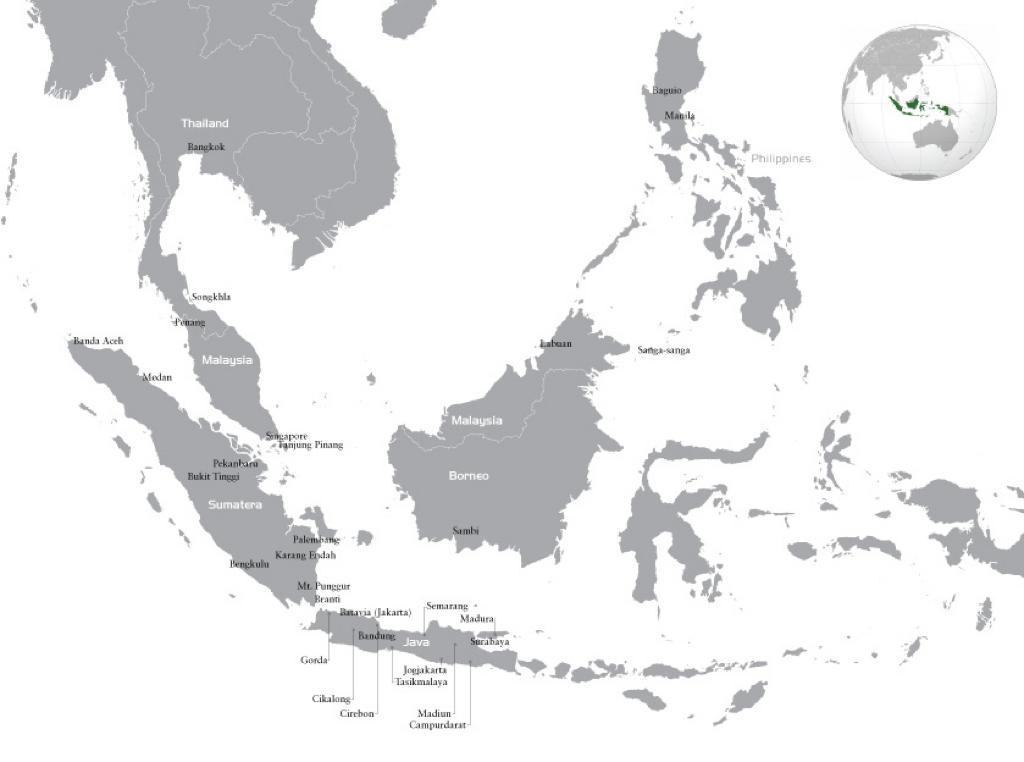 Baguio
Manila
Thailand
Bangkok
Philippines
Songkhla
Penang
Banda Aceh
Labuan
Sanga-sanga
Malaysia
Medan
Malaysia
Singapore
Tanjung Pinang
Pekanbaru
Bukit Tinggi
Borneo
Sumatera
Sambi
Palembang
Karang Endah
Bengkulu
Mt. Punggur
Branti
Batavia (Jakarta)
Semarang
Madura
Bandung
Java
Surabaya
Gorda
Jogjakarta
Tasikmalaya
Cikalong
Cirebon
Madiun
Campurdarat